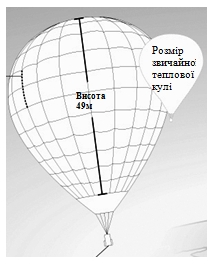 Розмір
звичайної
теплової
кулі
Висота
49м